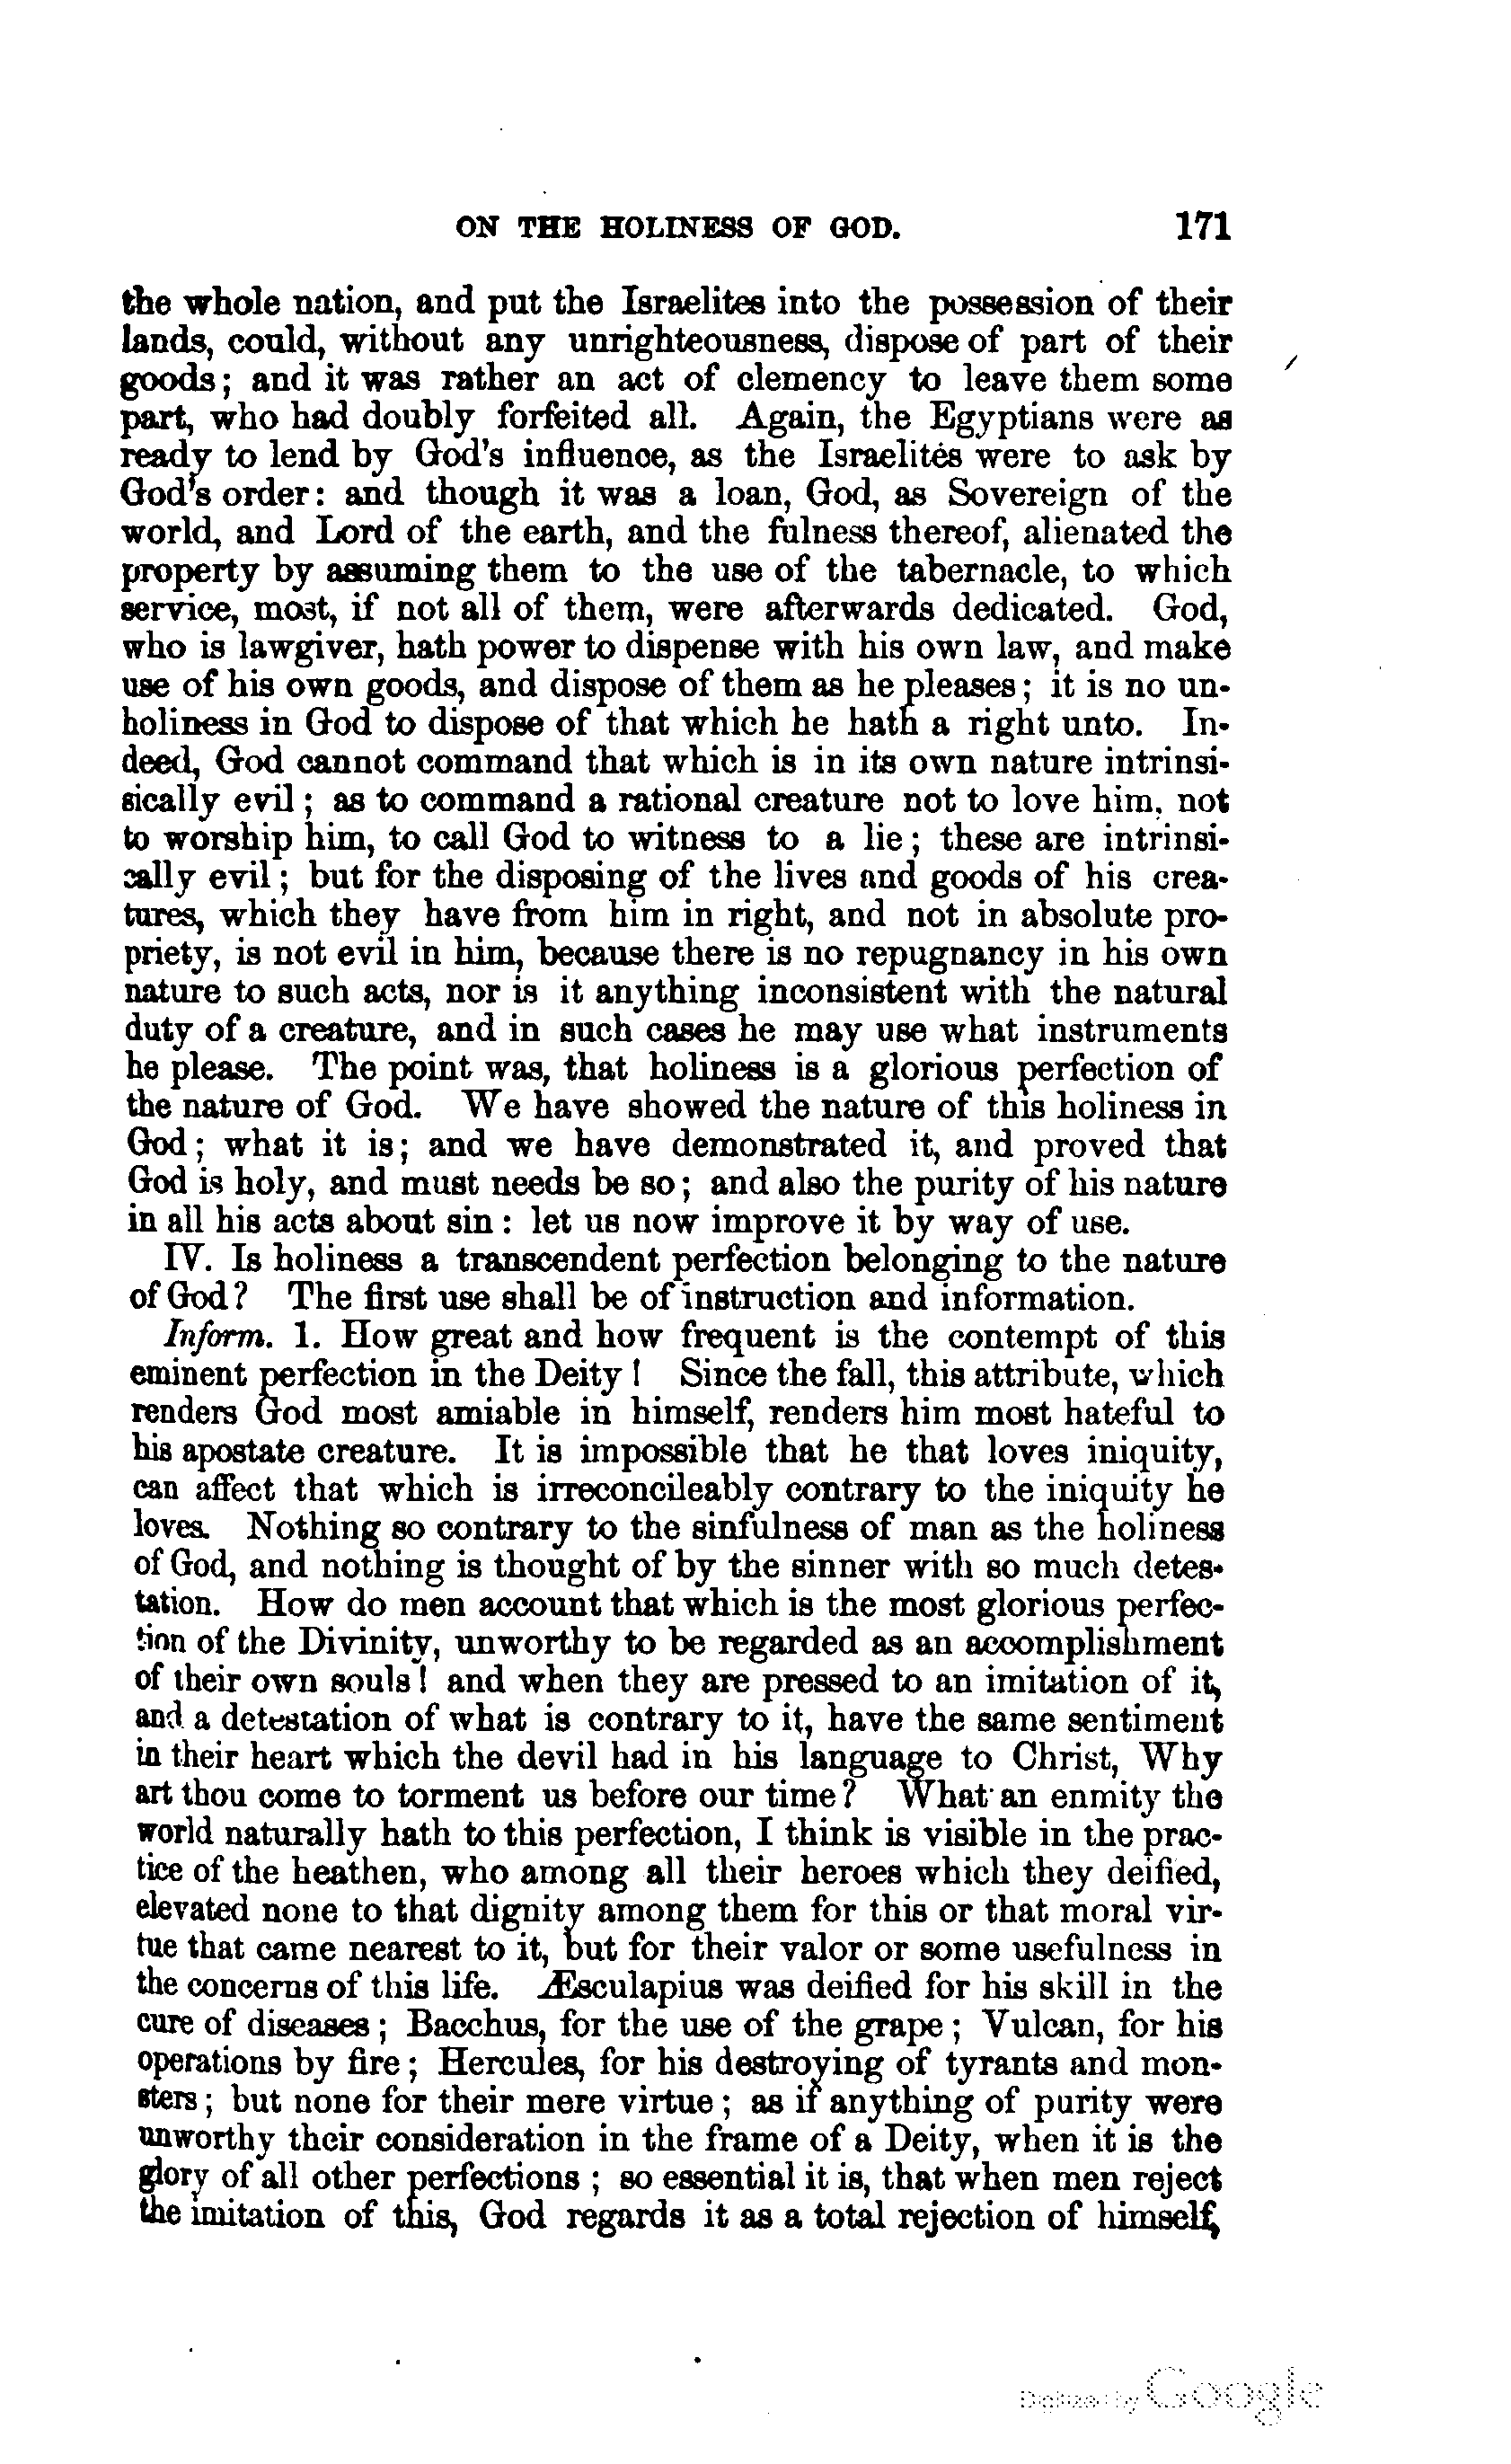 ON THE HOLINESS OF GOD. 171
the whole nation, and put the Israelites into the possession of their
lands, could, without any unrighteousness, dispose of part of their
goods; and it was rather an act of clemency to leave them some
part, who had doubly forfeited all. Again, the Egyptians were as
ready to lend by God's influence, as the Israelites were to ask by
God's order: and though it was a loan, God, as Sovereign of the
world, and Lord of the earth, and the fulness thereof, alienated the
property by assuming them to the use of the tabernacle, to which
service, most, if not all of them, were afterwards dedicated. God,
who is lawgiver, hath power to dispense with his own law, and make
use of his own goods, and dispose of them as he pleases; it is no un-
holiness in God to dispose of that which he hath a right unto. In-
deed, God cannot command that which is in its own nature intrinsi-
sically evil; as to command a rational creature not to love him, not
to worship him, to call God to witness to a lie; these are intrinsi-
cally evil; but for the disposing of the lives and goods of his crea-
tures, which they have from him in right, and not in absolute pro-
priety, is not evil in him, because there is no repugnancy in his own
nature to such acts, nor is it anything inconsistent with the natural
duty of a creature, and in such cases he may use what instruments
he please. The point was, that holiness is a glorious perfection of
the nature of God. We have showed the nature of this holiness in
God; what it is; and we have demonstrated it, and proved that
God is holy, and must needs be so; and also the purity of his nature
in all his acts about sin: let us now improve it by way of use.
IV. Is holiness a transcendent perfection belonging to the nature
of God? The first use shall be of instruction and information.
Inform. 1. How great and how frequent is the contempt of this
eminent perfection in the Deity! Since the fall, this attribute, which
renders God most amiable in himself, renders him most hateful to
his apostate creature. It is impossible that he that loves iniquity,
can affect that which is irreconcileably contrary to the iniquity he
loves. Nothing so contrary to the sinfulness of man as the holiness
of God, and nothing is thought of by the sinner with so much detes-
tation. How do men account that which is the most glorious perfec-
tion of the Divinity, unworthy to be regarded as an accomplishment
of their own souls! and when they are pressed to an imitation of it,
and a detestation of what is contrary to it, have the same sentiment
in their heart which the devil had in his language to Christ, Why
art thou come to torment us before our time? What an enmity the
world naturally hath to this perfection, I think is visible in the prac-
tice of the heathen, who among all their heroes which they deified,
elevated none to that dignity among them for this or that moral vir-
tue that came nearest to it, but for their valor or some usefulness in
the concerns of this life. Æsculapius was deified for his skill in the
cure of diseases; Bacchus, for the use of the grape; Vulcan, for his
operations by fire; Hercules, for his destroying of tyrants and mon-
sters; but none for their mere virtue; as if anything of purity were
unworthy their consideration in the frame of a Deity, when it is the
glory of all other perfections; so essential it is, that when men reject
the imitation of this, God regards it as a total rejection of himself,
Digitized by Google